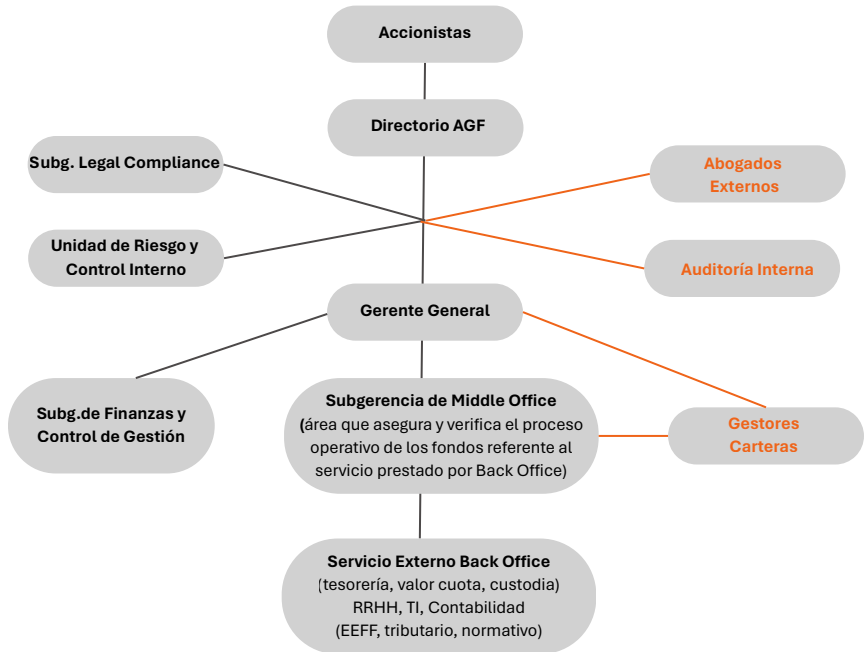 Accionistas
Directorio AGF
Subg. Legal Compliance
Abogados
Externos
Unidad de Riesgo y
Control Interno
Auditoría Interna
Gerente General
Subg.de Finanzas y
Control de Gestión
Subgerencia de Middle Office
(área que asegura y verifica el proceso
operativo de los fondos referente al
servicio prestado por Back Office)
Gestores
Carteras
Servicio Externo Back Office
(tesorería, valor cuota, custodia)
RRHH, TI, Contabilidad
(EEFF, tributario, normativo)